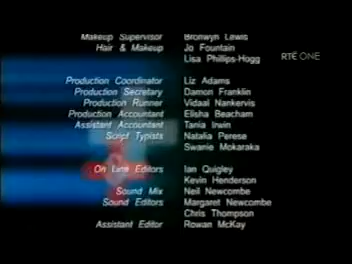 Makeup Supervisor Bronwyn Lewis
Hair & Makeup Jo Fountain
Lisa Phillips-Hogg
RTÉ ONE
Production Coordinator Liz Adams
Production Secretary Damon Franklin
Production Runner Vidaal Nankervis
Production Accountant Elisha Beacham
Assistant Accountant Tania Irwin
Script Typists Natalia Perese
Swanie Mokaraka
On Line Editors Ian Quigley
Kevin Henderson
Sound Mix Neil Newcombe
Sound Editors Margaret Newcombe
Chris Thompson
Assistant Editor Rowan McKay